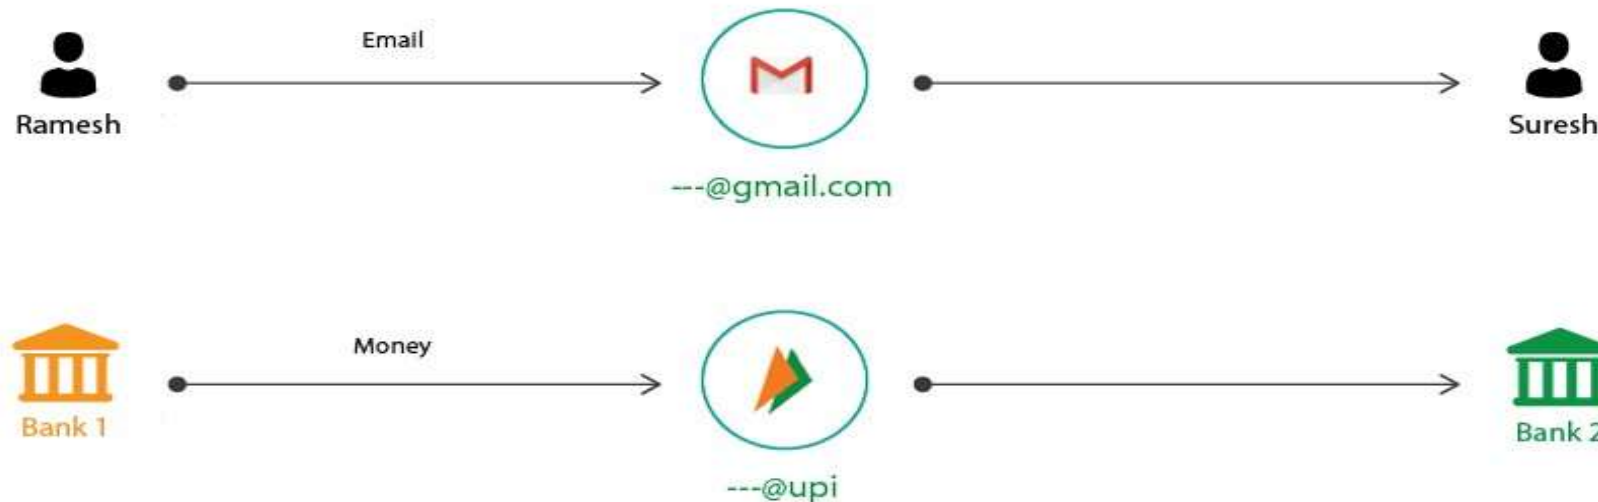 Email
Ramesh
Suresh
---@gmail.com
Money
Bank 1
Bank 2
---@upi